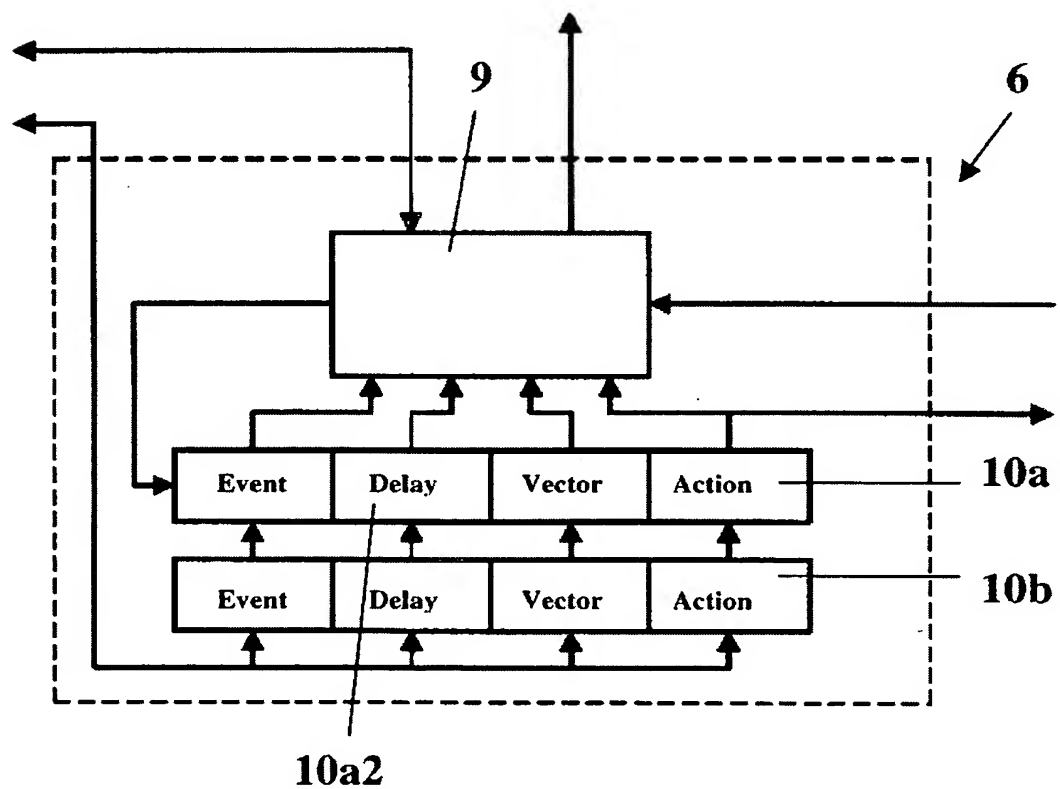 9
6
Event Delay Vector Action
10a
Event Delay Vector Action
10b
10a2